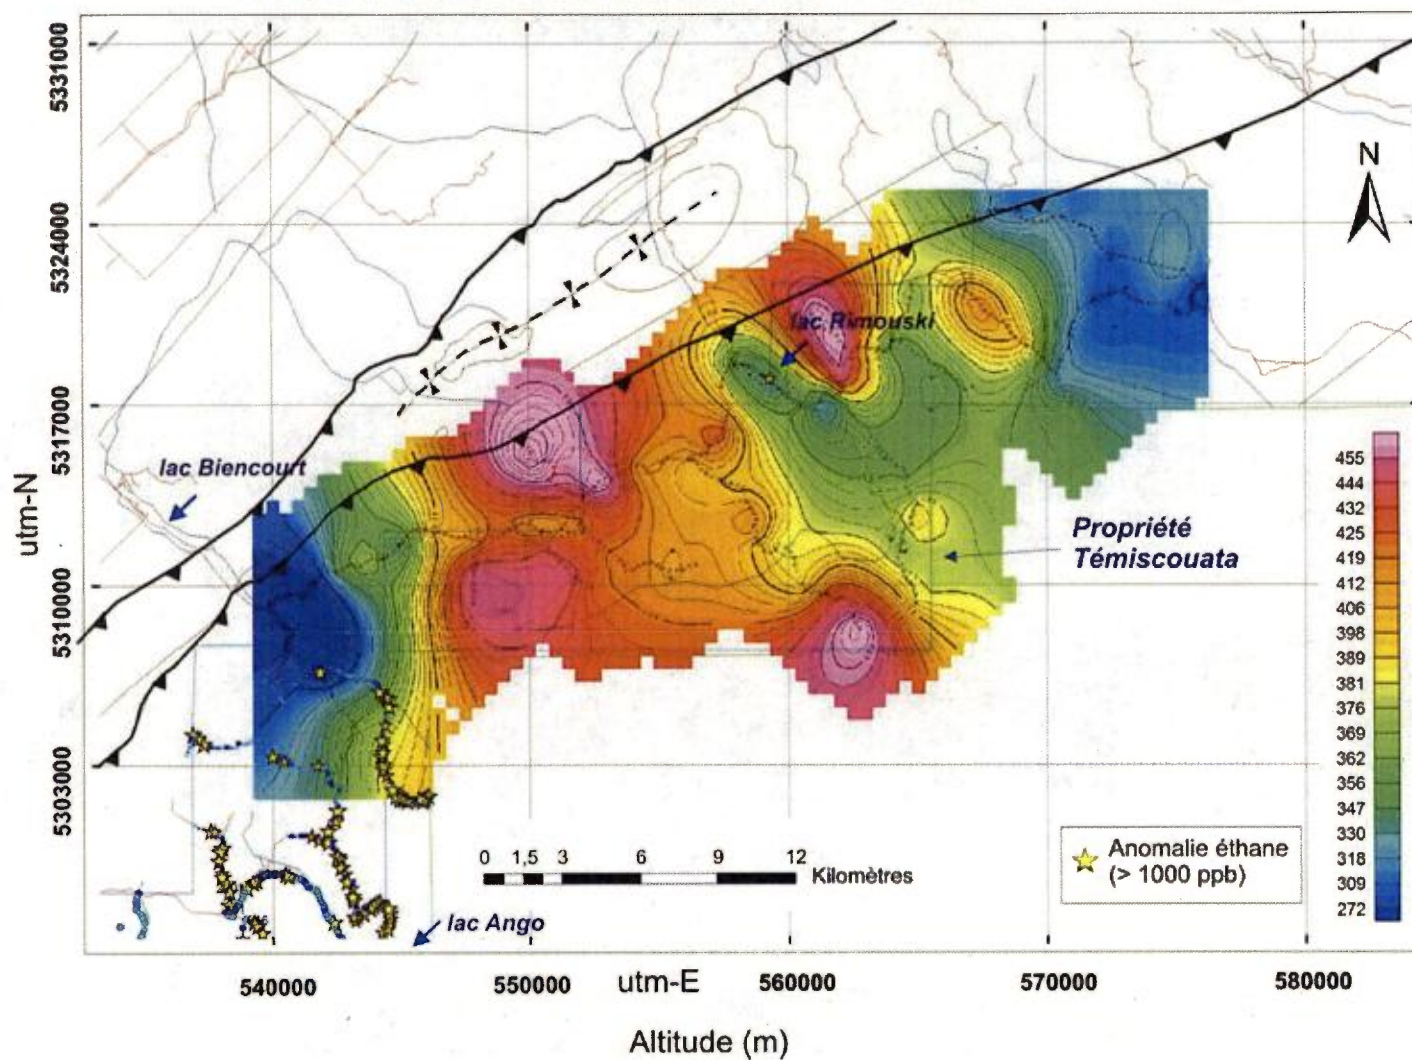 5331000
5324000
5317000
5310000
5303000
utm-N
N
lac Rimouski
lac Biencourt
Propriété
Témiscouata
455
444
432
425
419
412
406
398
389
381
376
369
362
356
347
330
318
309
272
0 1,5 3 6 9 12
Kilomètres
Anomalie éthane
(> 1000 ppb)
lac Ango
540000 550000 utm-E 560000 570000 580000
Altitude (m)